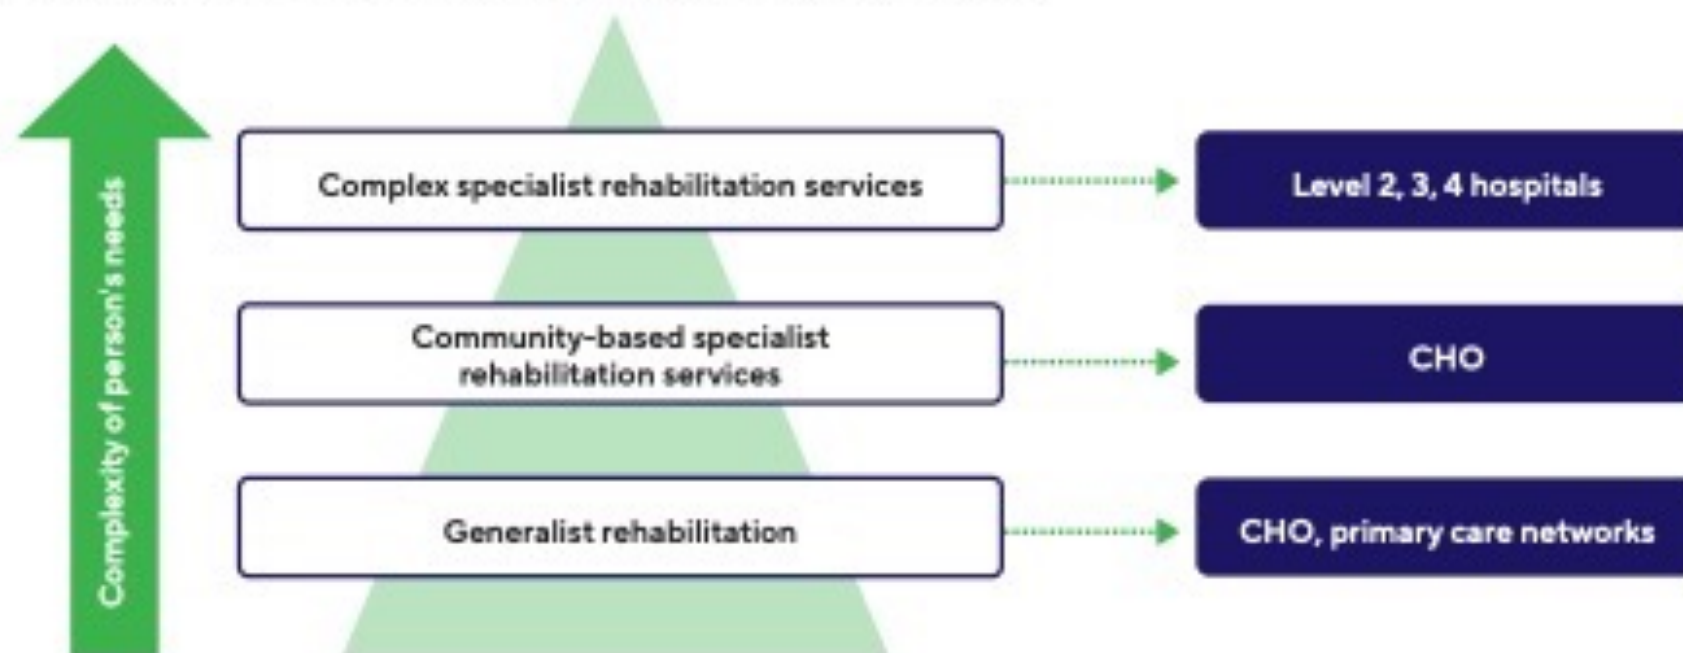 Complexity of person's needs
Complex specialist rehabilitation services
Level 2, 3, 4 hospitals
Community-based specialist
rehabilitation services
CHO
Generalist rehabilitation
CHO, primary care networks